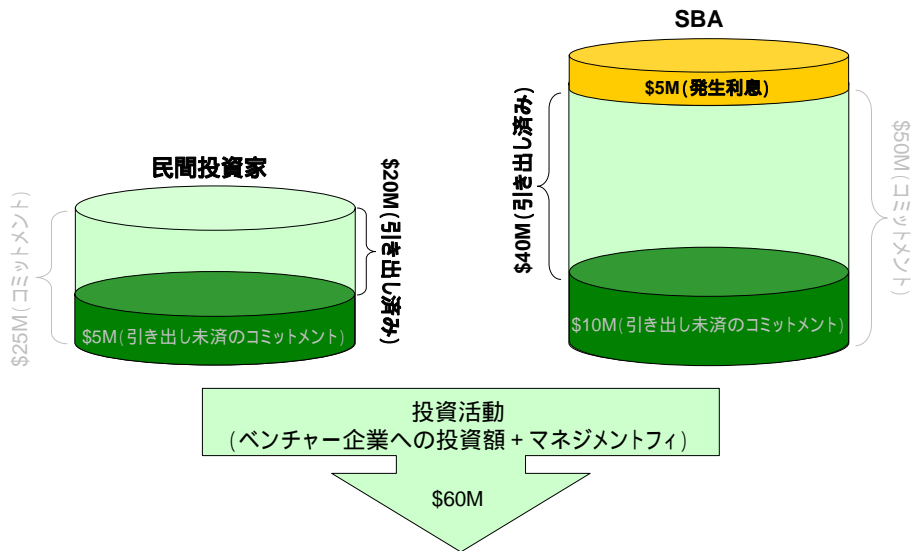 SBA
$5M(発生利息)
$40M(引き出し済み)
$50M(コミットメント)
$10M(引き出し未済のコミットメント)
民間投資家
$25M(コミットメント)
$20M(引き出し済み)
$5M(引き出し未済のコミットメント)
投資活動
(ベンチャー企業への投資額+マネジメントフィ)
$60M